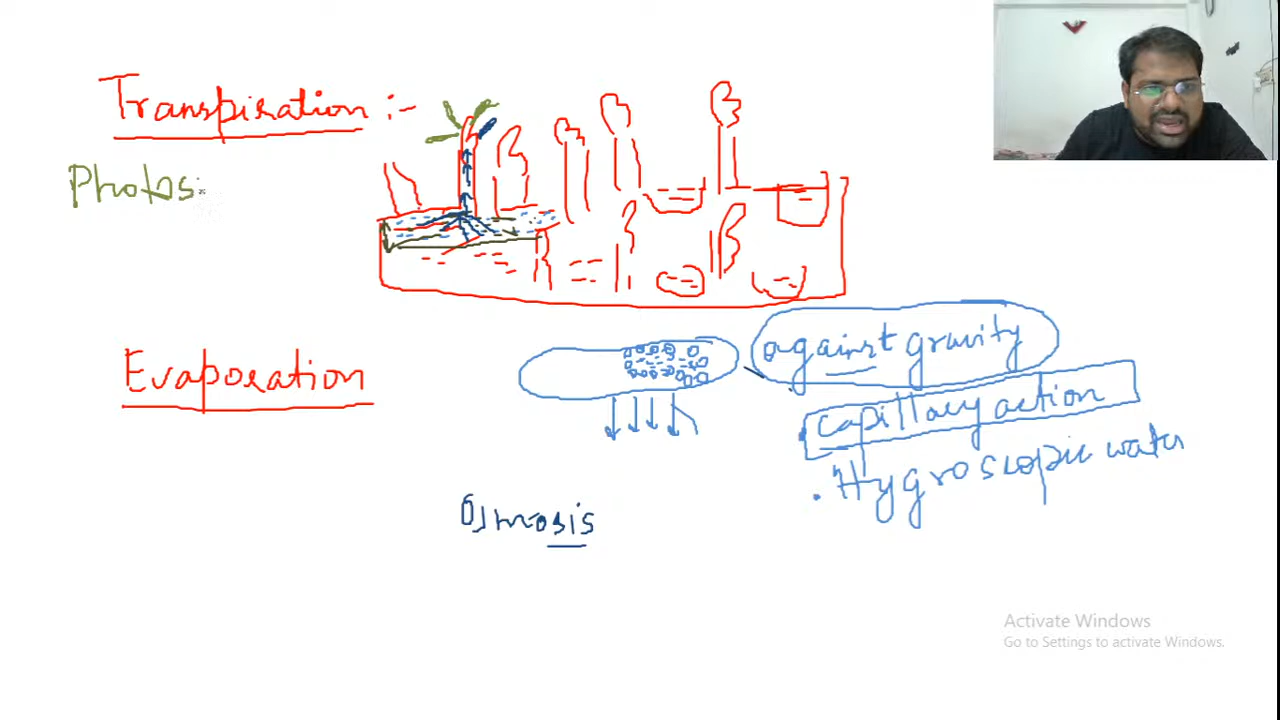 Transpiration :-
Photos
Evaporation
against gravity
. capillary action
. Hygroscopic water
Osmosis
Activate Windows
Go to Settings to activate Windows.